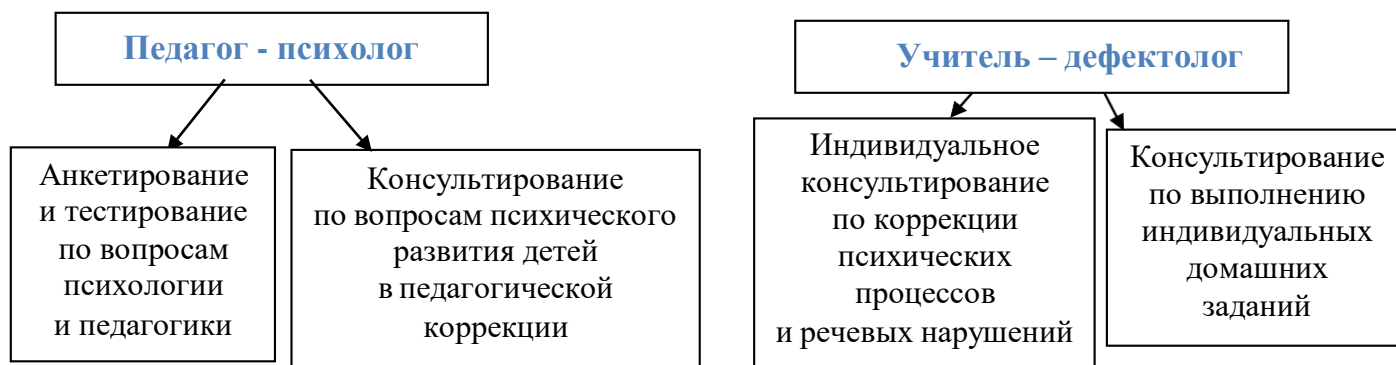 Педагог - психолог
Анкетирование
и тестирование
по вопросам
психологии
и педагогики
Консультирование
по вопросам психического
развития детей
в педагогической
коррекции
Учитель – дефектолог
Индивидуальное
консультирование
по коррекции
психических
процессов
и речевых нарушений
Консультирование
по выполнению
индивидуальных
домашних
заданий